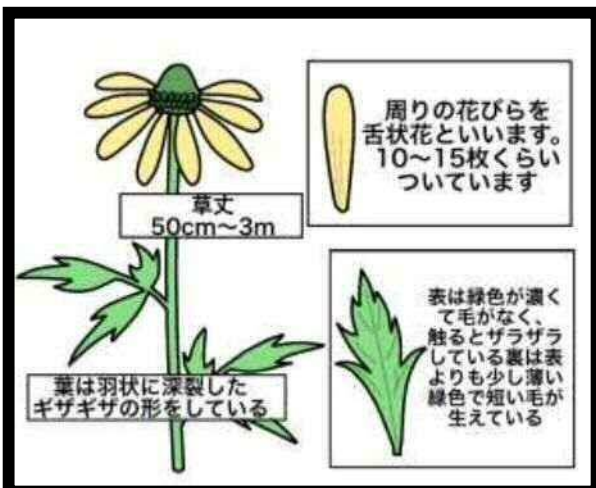 周りの花びらを
舌状花といいます。
10〜15枚くらい
ついています
草丈
50cm〜3m
表は緑色が濃く
て毛がなく、
触るとザラザラ
している裏は表
よりも少し薄い
緑色で短い毛が
生えている
葉は羽状に深裂した
ギザギザの形をしている